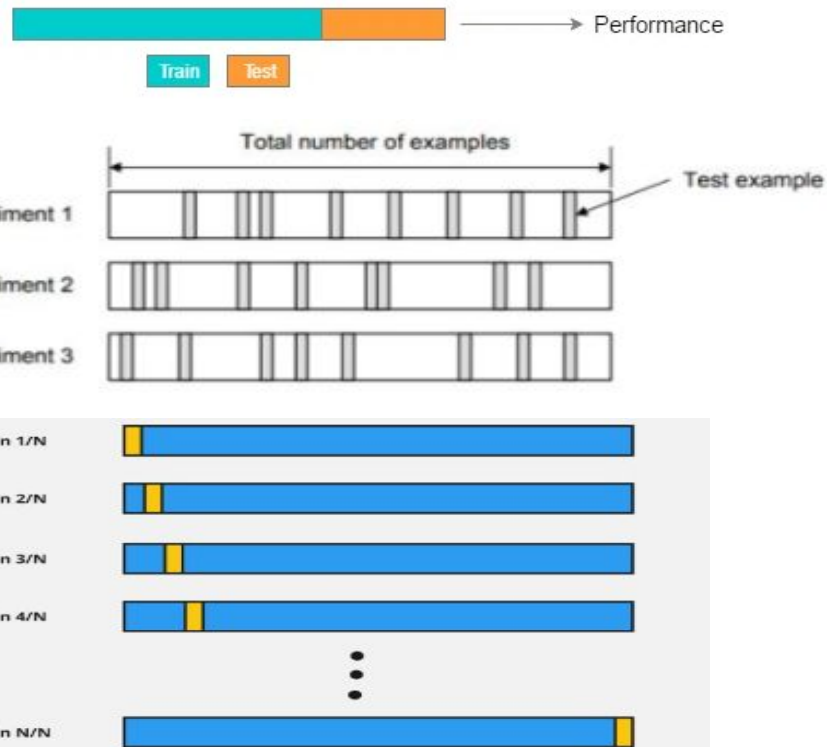 Performance
Train Test
Total number of examples
Test example
iment 1
iment 2
iment 3
n 1/N
n 2/N
n 3/N
n 4/N
n N/N